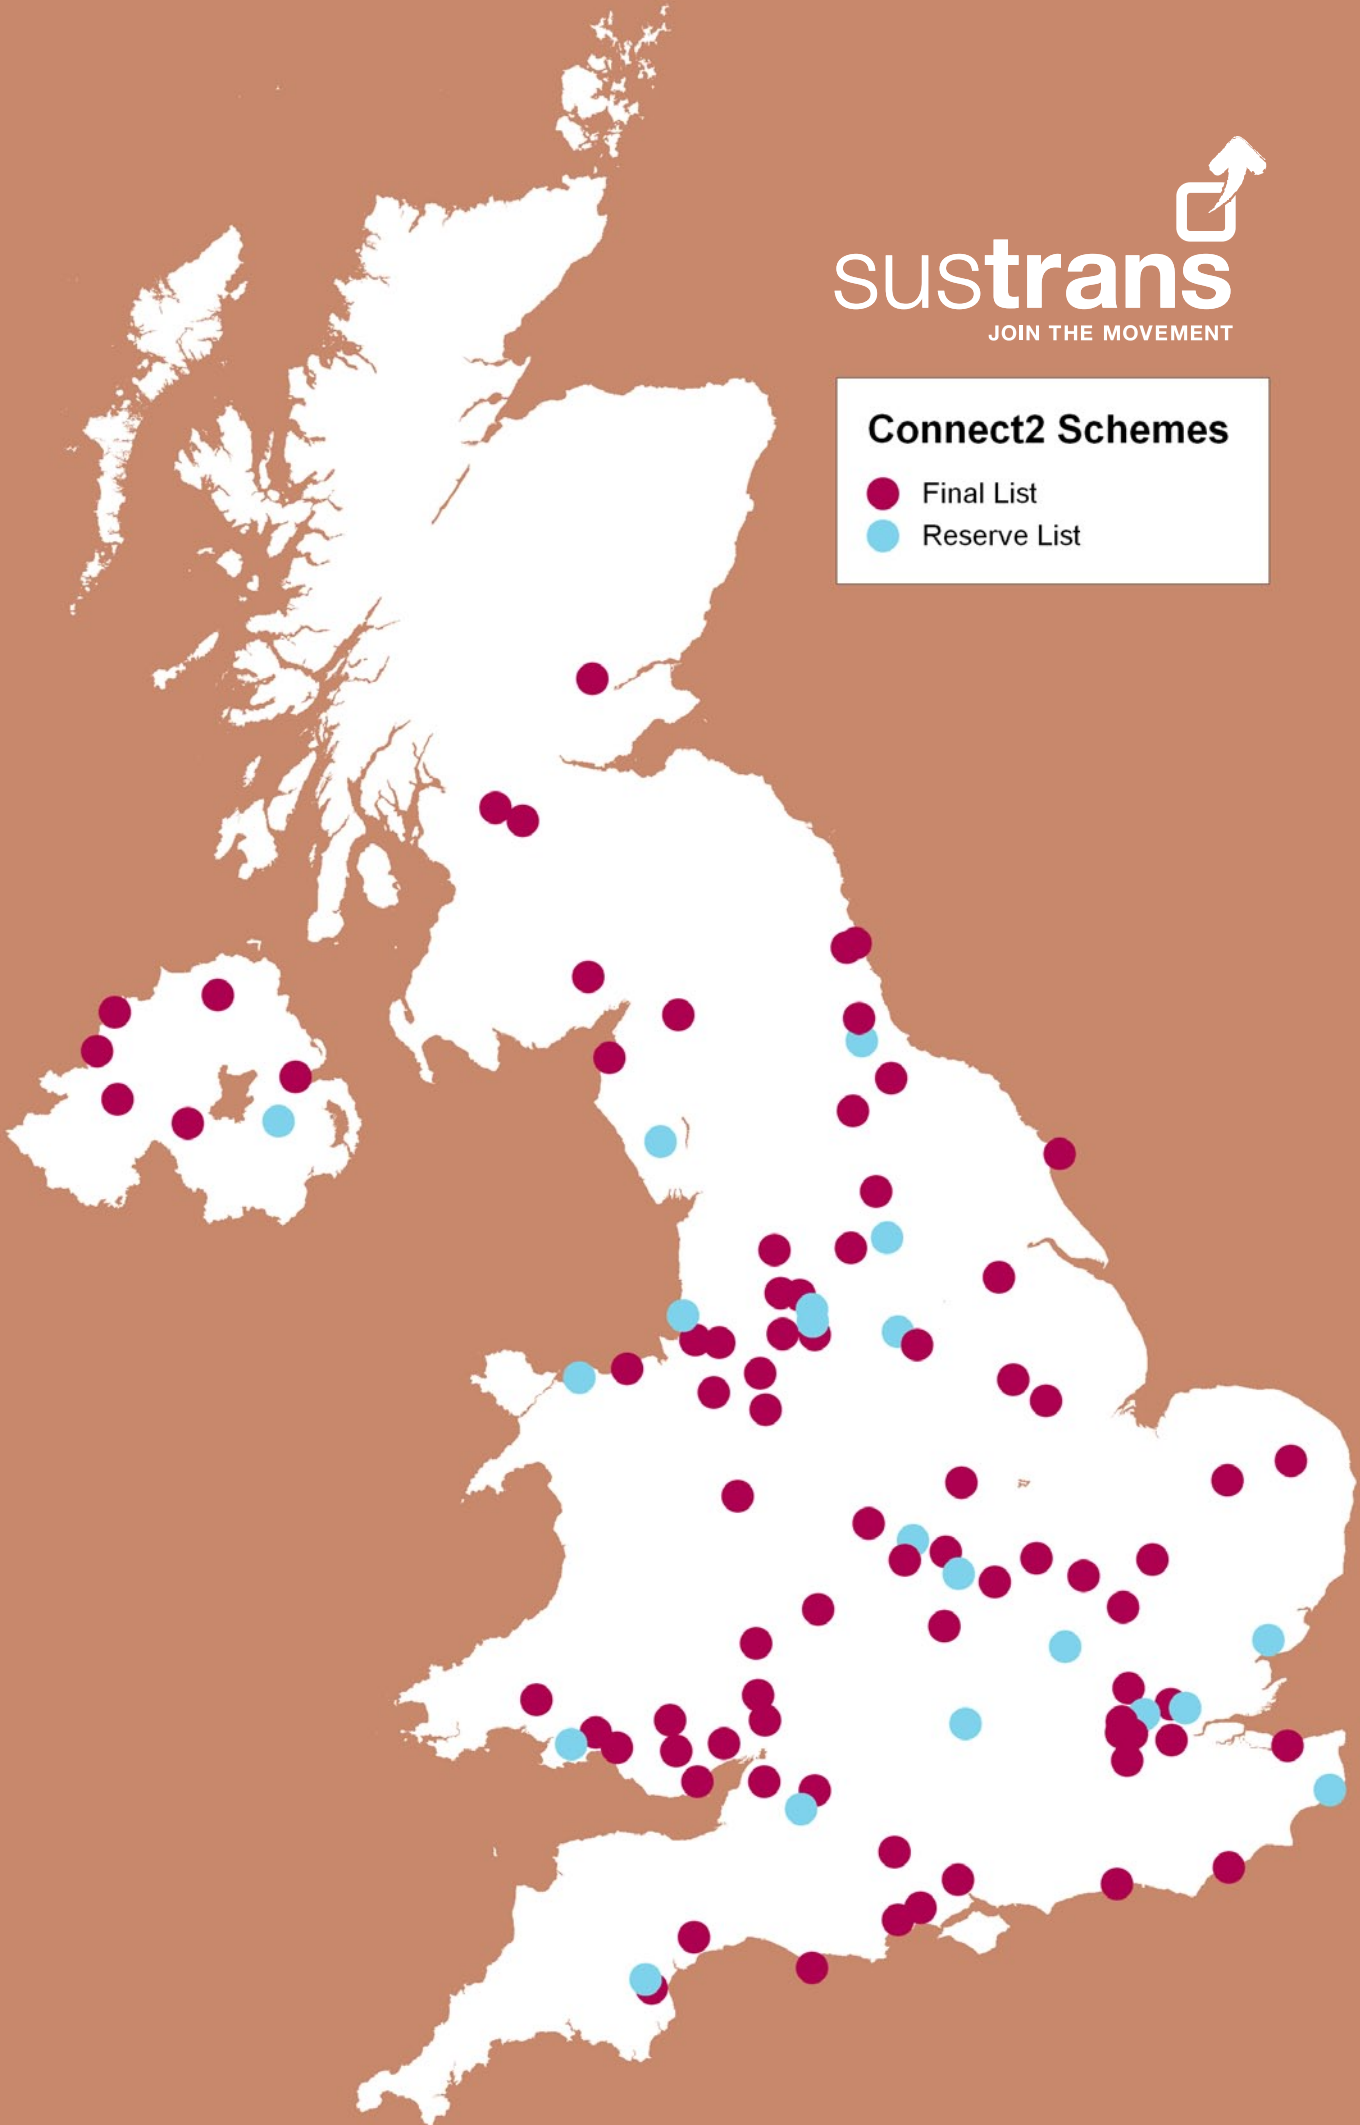 sustrans
JOIN THE MOVEMENT
Connect2 Schemes
Final List
Reserve List